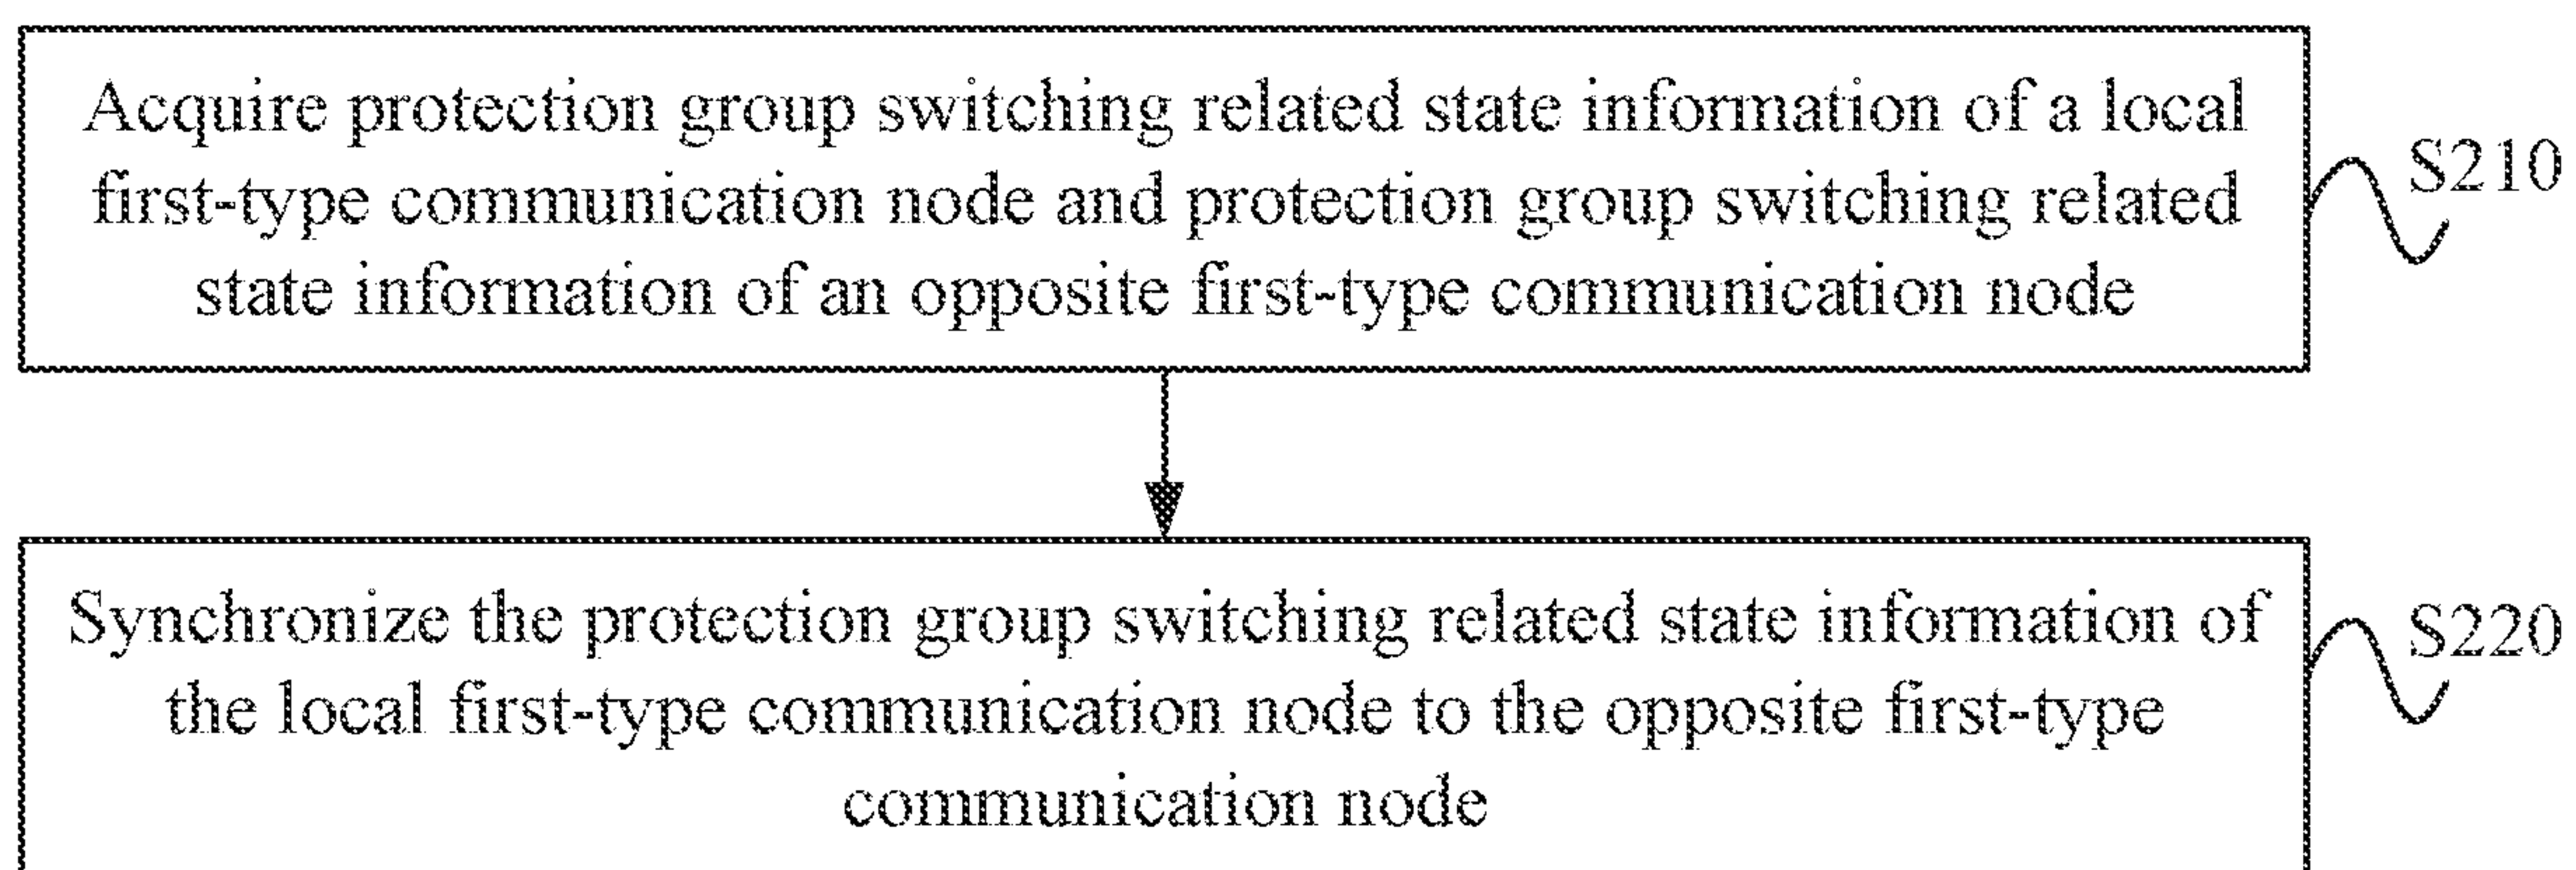 Acquire protection group switching related state information of a local
first-type communication node and protection group switching related
state information of an opposite first-type communication node
S210
Synchronize the protection group switching related state information of
the local first-type communication node to the opposite first-type
communication node
S220